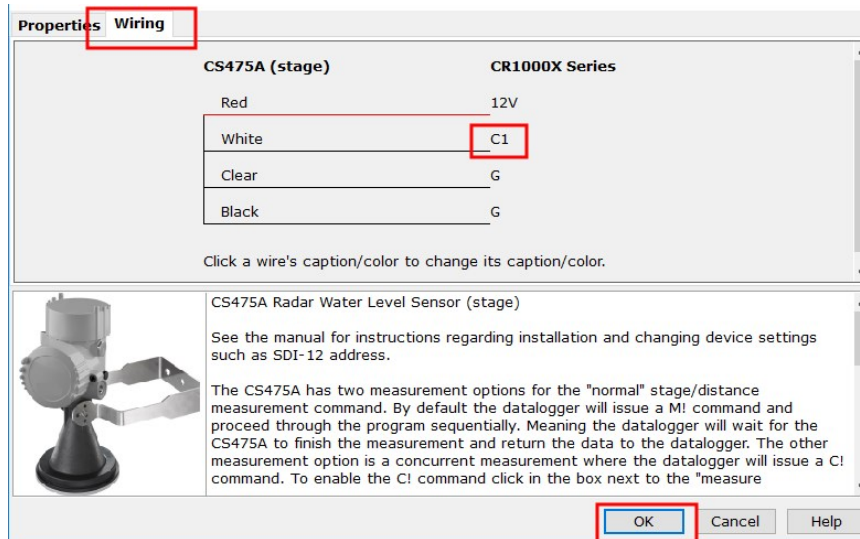 Properties Wiring
CS475A (stage) CR1000X Series
Red 12V
White C1
Clear G
Black G
Click a wire's caption/color to change its caption/color.
CS475A Radar Water Level Sensor (stage)
See the manual for instructions regarding installation and changing device settings
such as SDI-12 address.
The CS475A has two measurement options for the "normal" stage/distance
measurement command. By default the datalogger will issue a M! command and
proceed through the program sequentially. Meaning the datalogger will wait for the
CS475A to finish the measurement and return the data to the datalogger. The other
measurement option is a concurrent measurement where the datalogger will issue a C!
command. To enable the C! command click in the box next to the "measure
OK Cancel Help